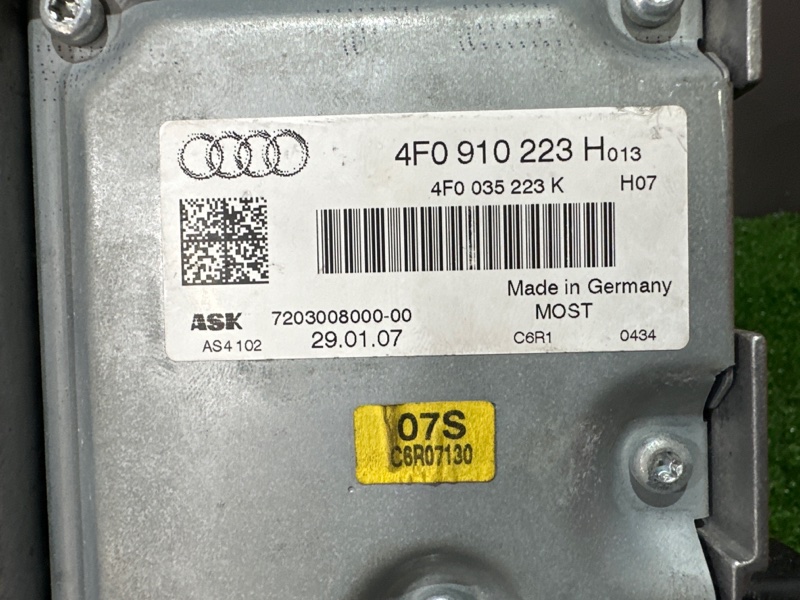 4F0 910 223 H013
4F0 035 223 K H07
Made in Germany
ASK 7203008000-00 MOST
AS4 102 29.01.07 C6R1 0434
07S
C6R07130